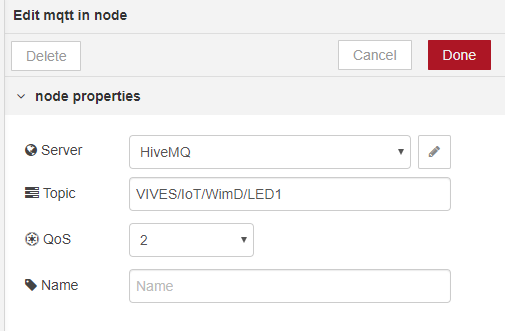 Edit mqtt in node
Delete Cancel Done
node properties
Server HiveMQ
Topic VIVES/IoT/WimD/LED1
QoS 2
Name Name